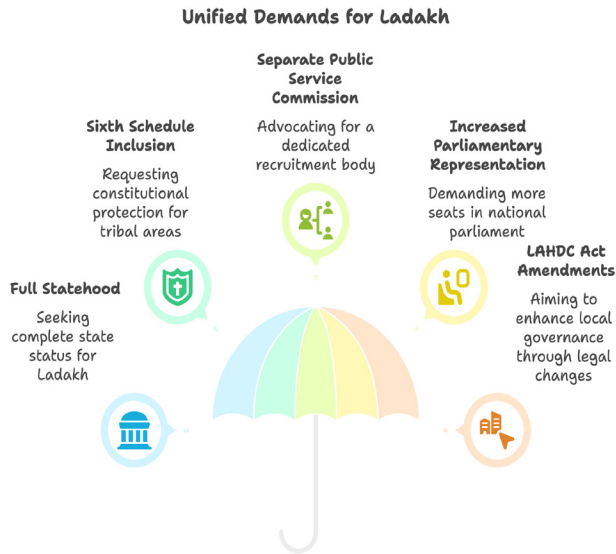 Unified Demands for Ladakh
Separate Public
Service
Commission
Advocating for a
dedicated
recruitment body
Sixth Schedule
Inclusion
Requesting
constitutional
protection for
tribal areas
Increased
Parliamentary
Representation
Demanding more
seats in national
parliament
Full Statehood
Seeking
complete state
status for
Ladakh
LAHDC Act
Amendments
Aiming to
enhance local
governance
through legal
changes